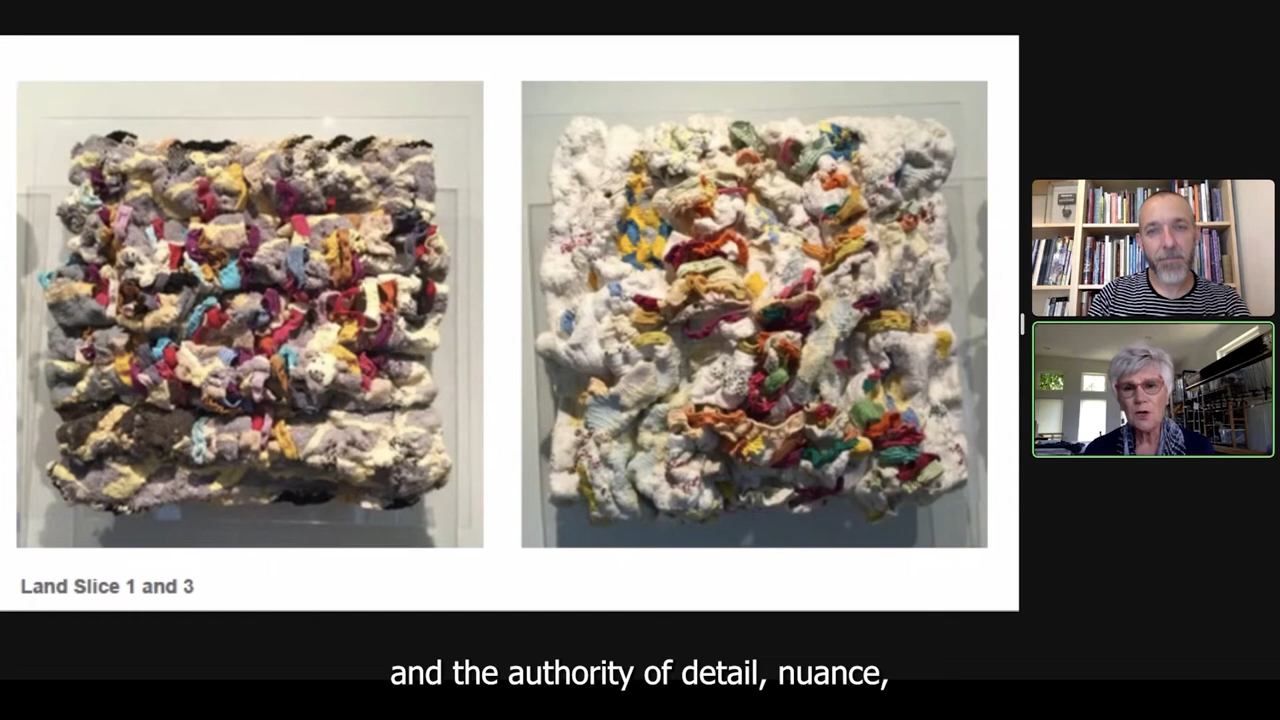 Land Slice 1 and 3
and the authority of detail, nuance,